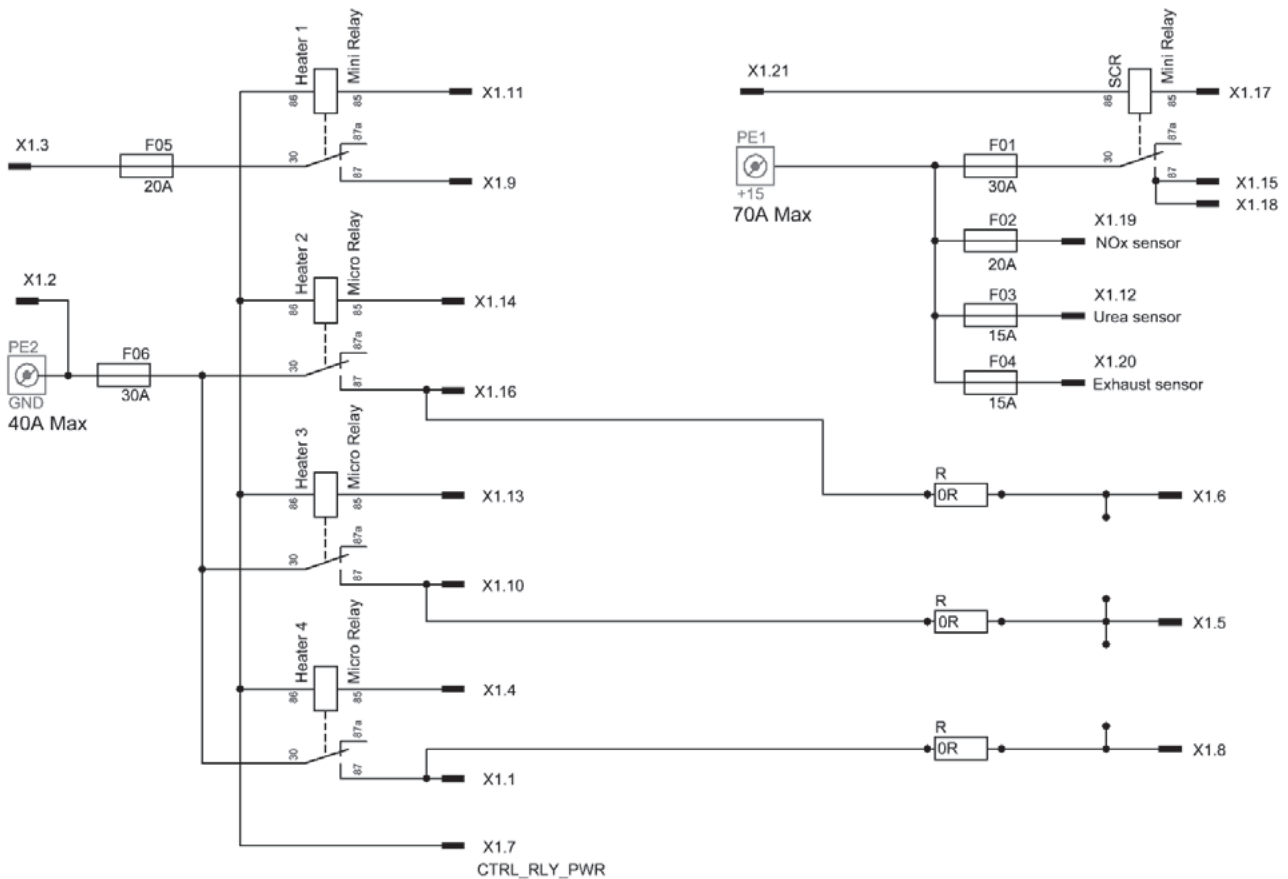 Heater 1
Mini Relay
86
85
X1.11
87a
X1.3
F05
20A
30
87
X1.9
Heater 2
Micro Relay
X1.2
86
85
X1.14
87a
PE2
GND
40A Max
F06
30A
30
87
X1.16
Heater 3
Micro Relay
86
85
X1.13
87a
30
87
X1.10
Heater 4
Micro Relay
86
85
X1.4
87a
30
87
X1.1
X1.7
CTRL_RLY_PWR
X1.21
SCR
Mini Relay
86
85
X1.17
87a
PE1
+15
70A Max
F01
30A
30
87
X1.15
X1.18
F02
20A
X1.19
NOx sensor
F03
15A
X1.12
Urea sensor
F04
15A
X1.20
Exhaust sensor
R
0R
X1.6
R
0R
X1.5
R
0R
X1.8